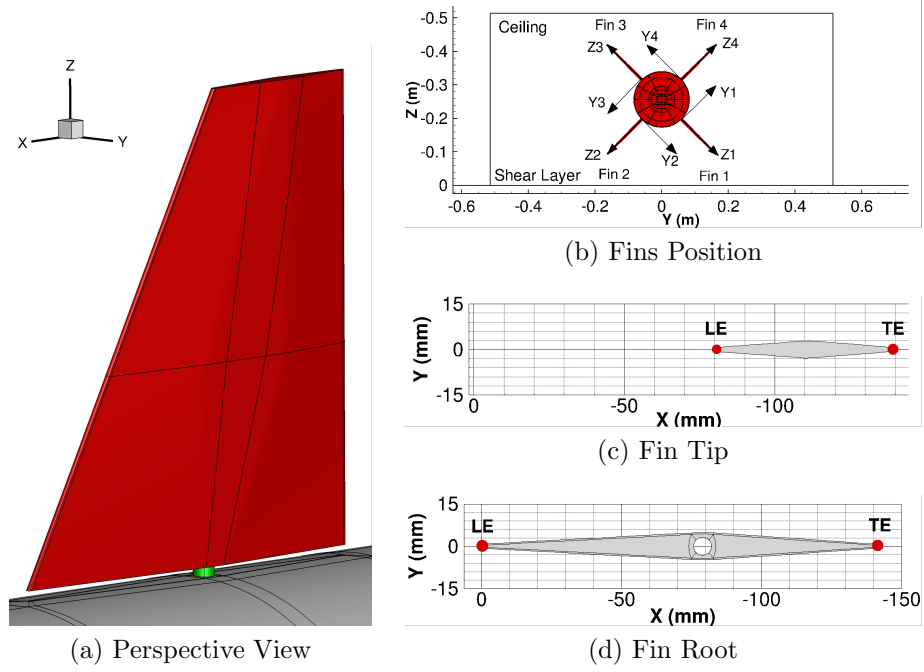 Z
X
Y
(a) Perspective View
-0.5
-0.4
-0.3
-0.2
-0.1
0
Z (m)
Ceiling
Fin 3
Fin 4
Z3
Y4
Z4
Y3
Y1
Z2
Y2
Z1
Shear Layer
Fin 2
Fin 1
-0.6 -0.4 -0.2 0 0.2 0.4 0.6
Y (m)
(b) Fins Position
15
0
-15
Y (mm)
LE
TE
0 -50 -100
X (mm)
(c) Fin Tip
15
0
-15
Y (mm)
LE
TE
0 -50 -100 -150
X (mm)
(d) Fin Root